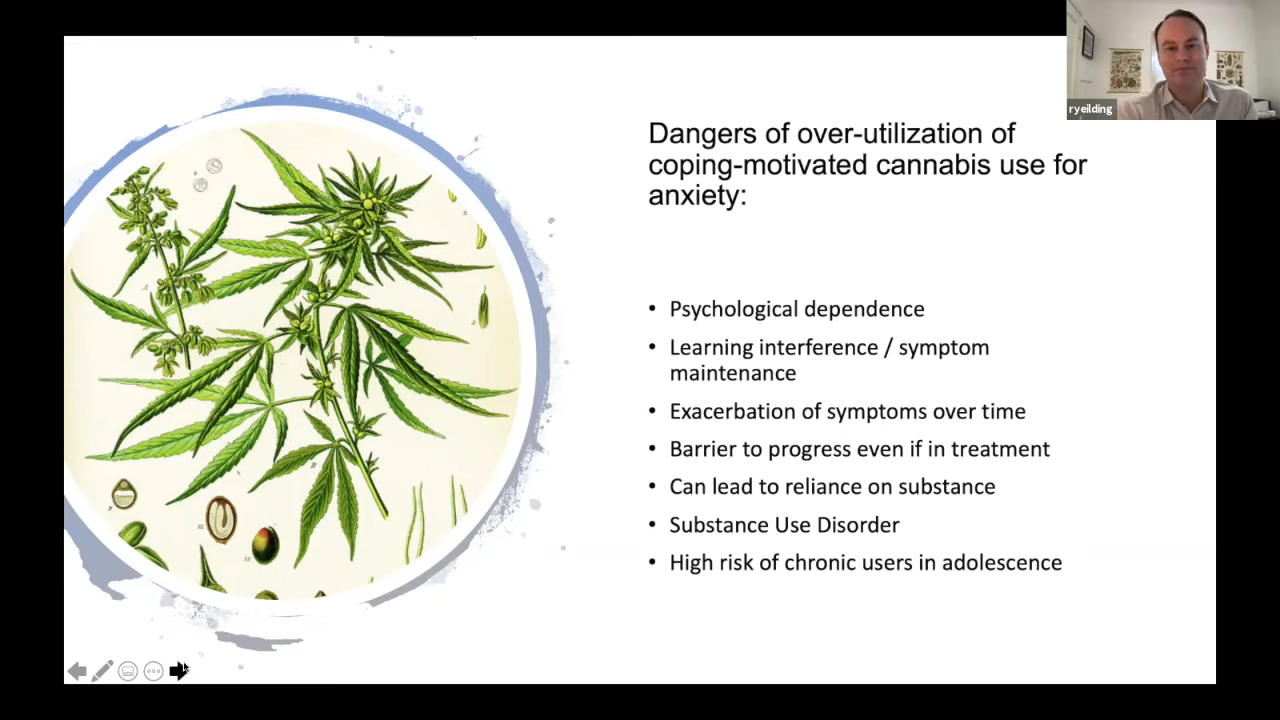 ryeilding
Dangers of over-utilization of
coping-motivated cannabis use for
anxiety:
• Psychological dependence
• Learning interference / symptom
maintenance
• Exacerbation of symptoms over time
• Barrier to progress even if in treatment
• Can lead to reliance on substance
• Substance Use Disorder
• High risk of chronic users in adolescence